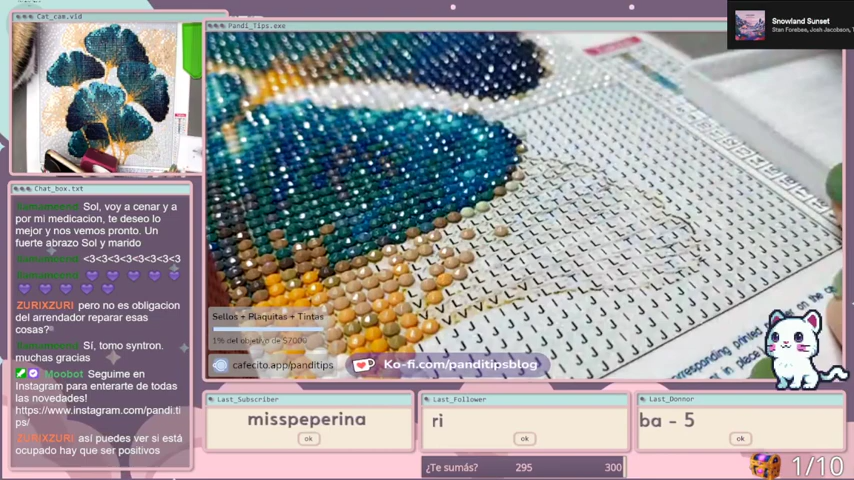 Cat_cam.vid
Pandi_Tips.exe
Snowland Sunset
Stan Forebee, Josh Jacobson, T
Chat_box.txt
Sol, voy a cenar y a
por mi medicacion, te deseo lo
mejor y nos vemos pronto. Un
fuerte abrazo Sol y marido
<3<3<3<3<3<3<3<3
ZURIXZURI pero no es obligacion
del arrendador reparar esas
cosas?
Sí, tomo syntron.
muchas gracias
Moobot Seguime en
Instagram para enterarte de todas
las novedades!
https://www.instagram.com/pandi.ti
ps/
ZURIXZURI así puedes ver si está
ocupado hay que ser positivos
Sellos + Plaquitas + Tintas
1% del objetivo de $7000
cafecito.app/panditips
Ko-fi.com/panditipsblog
Last_Subscriber
misspeperina
ok
Last_Follower
ri
ok
Last_Donnor
ba - 5
ok
¿Te sumás? 295 300
1/10